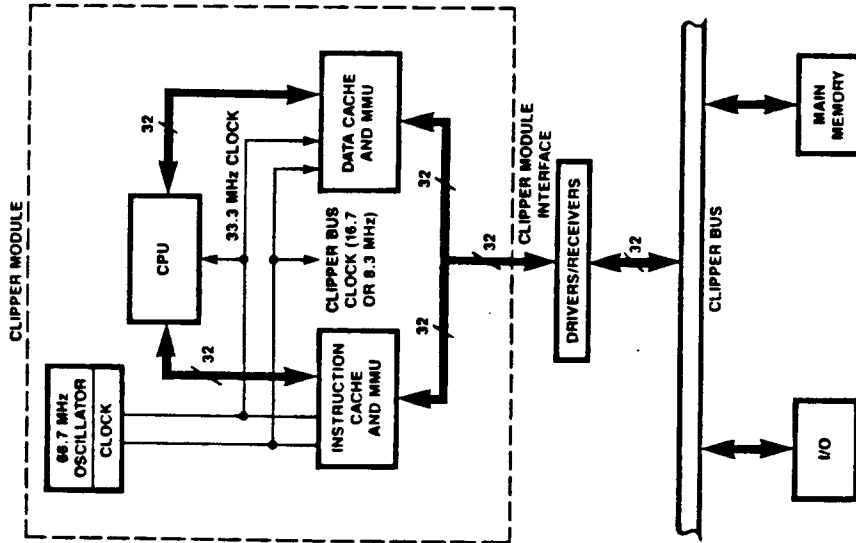 CLIPPER MODULE
66.7 MHz
OSCILLATOR
CLOCK
CPU
32
32
33.3 MHz CLOCK
INSTRUCTION
CACHE
AND MMU
CLIPPER BUS
CLOCK (16.7
OR 8.3 MHz)
DATA CACHE
AND MMU
32
32
32
CLIPPER MODULE
INTERFACE
DRIVERS/RECEIVERS
32
CLIPPER BUS
I/O
MAIN
MEMORY